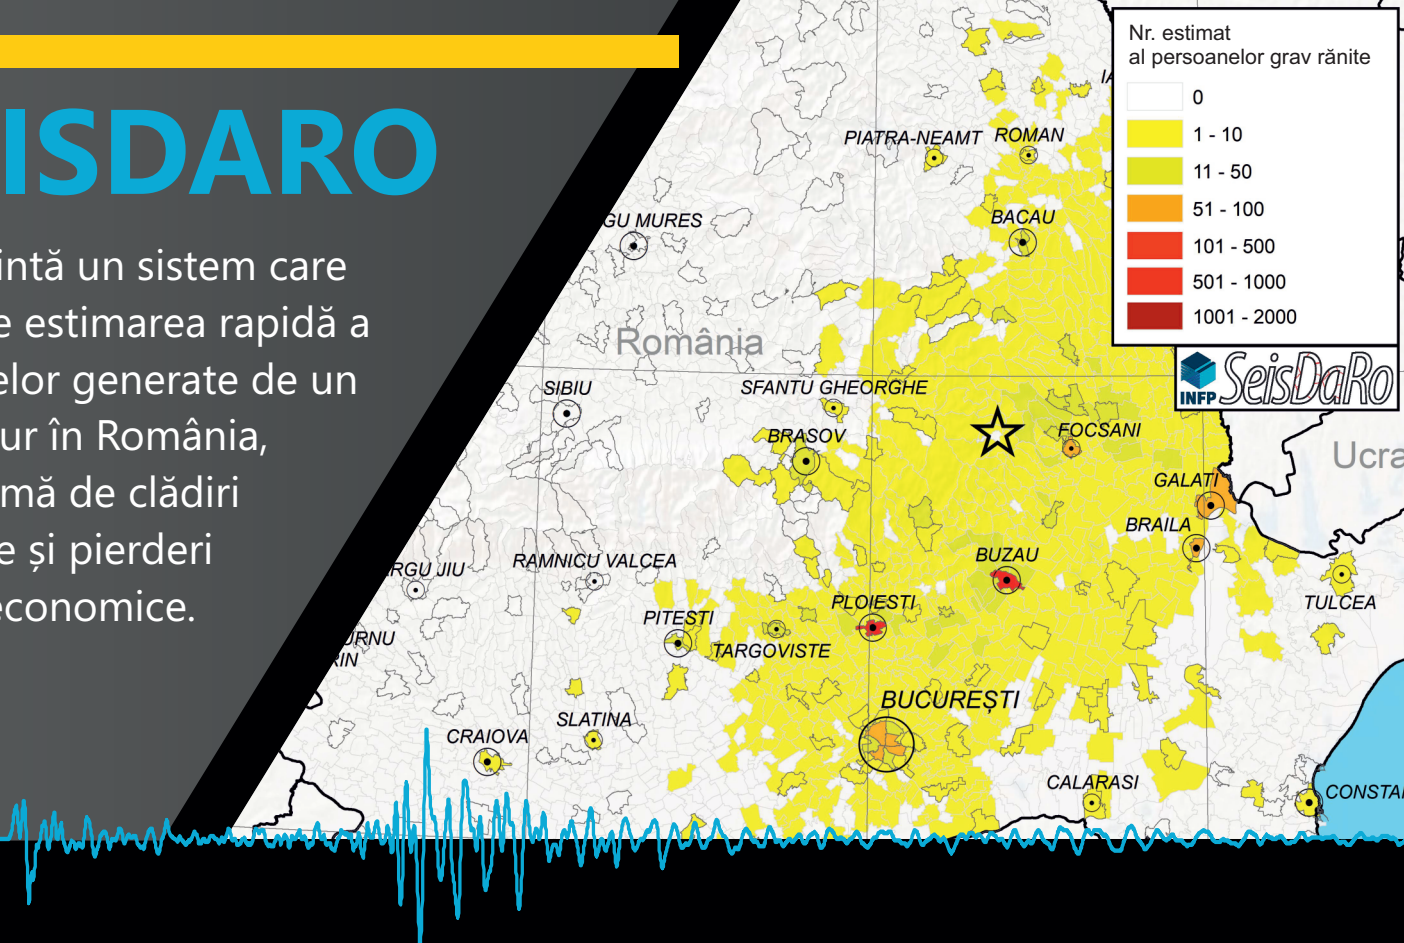 ISDARO
intă un sistem care
e estimarea rapidă a
elor generate de un
ur în România,
mă de clădiri
e și pierderi
economice.
Nr. estimat
al persoanelor grav rănite
0
1 - 10
11 - 50
51 - 100
101 - 500
501 - 1000
1001 - 2000
INFP SeisDaRo
IA
PIATRA-NEAMT
ROMAN
GU MURES
BACAU
România
SIBIU
SFANTU GHEORGHE
BRASOV
FOCSANI
Ucra
GALATI
BRAILA
RGU JIU
RAMNICU VALCEA
BUZAU
TULCEA
PITESTI
PLOIESTI
URNU
RIN
TARGOVISTE
BUCUREȘTI
SLATINA
CRAIOVA
CALARASI
CONSTAN